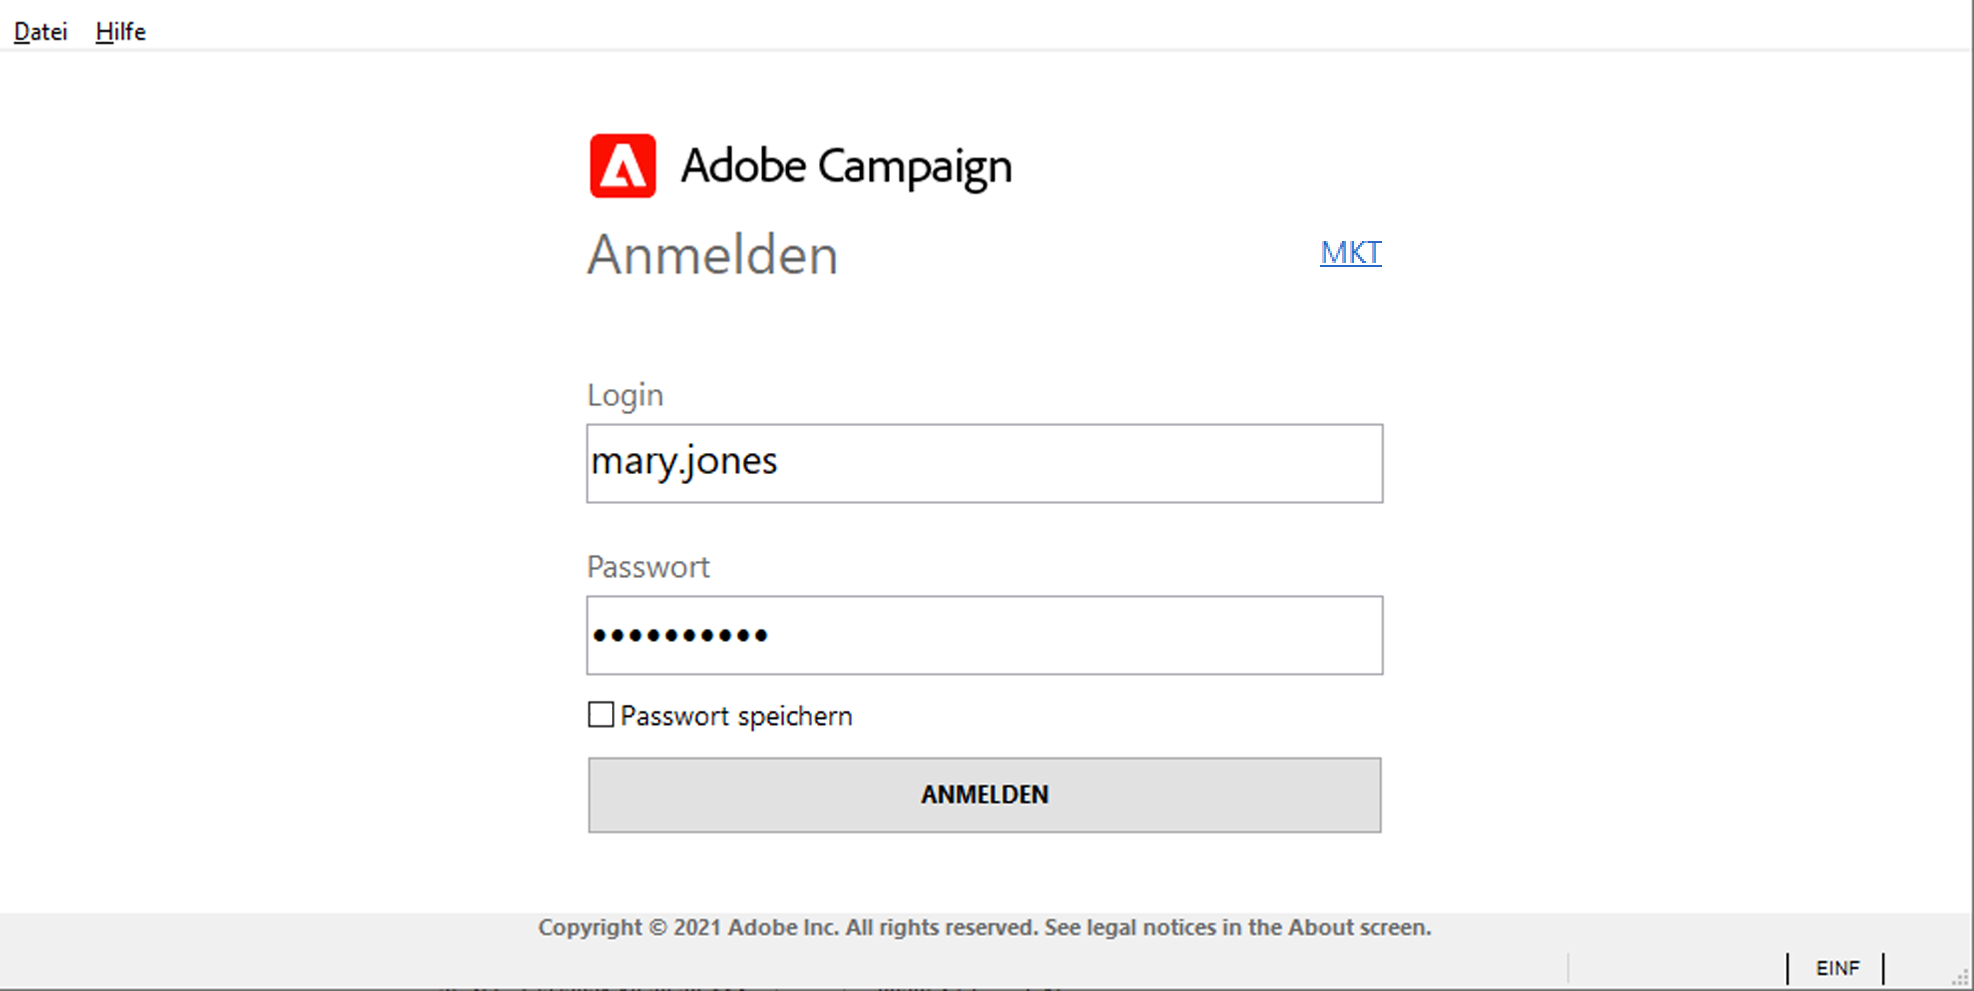 Datei Hilfe
Adobe Campaign
Anmelden MKT
Login
mary.jones
Passwort
••••••••••
Passwort speichern
ANMELDEN
Copyright © 2021 Adobe Inc. All rights reserved. See legal notices in the About screen.
EINF